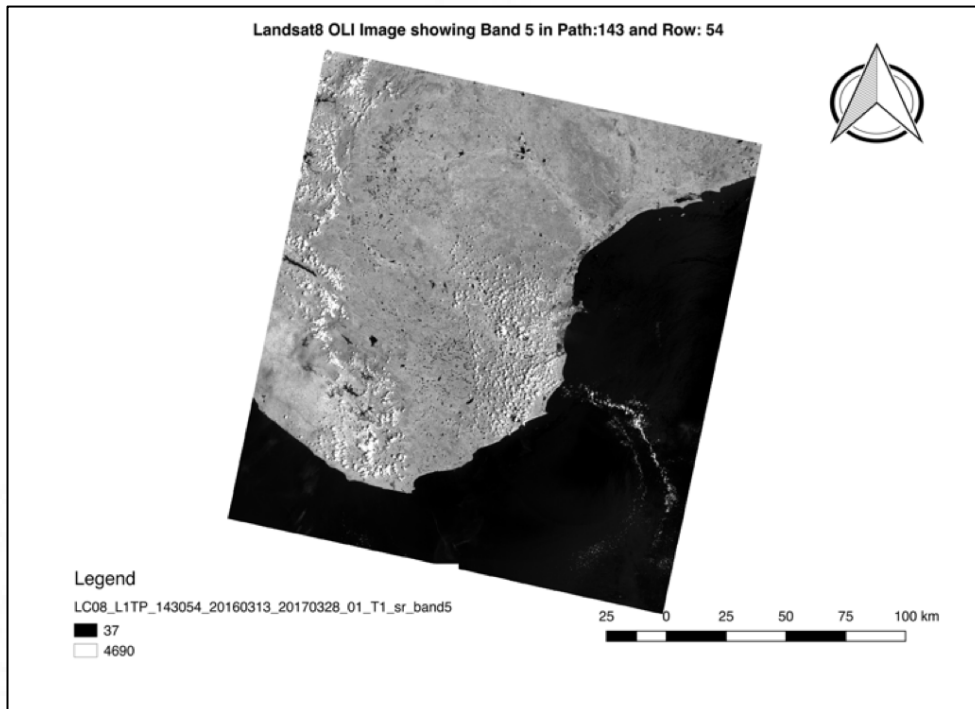 Landsat8 OLI Image showing Band 5 in Path:143 and Row: 54
Legend
LC08_L1TP_143054_20160313_20170328_01_T1_sr_band5
37
4690
25 0 25 50 75 100 km